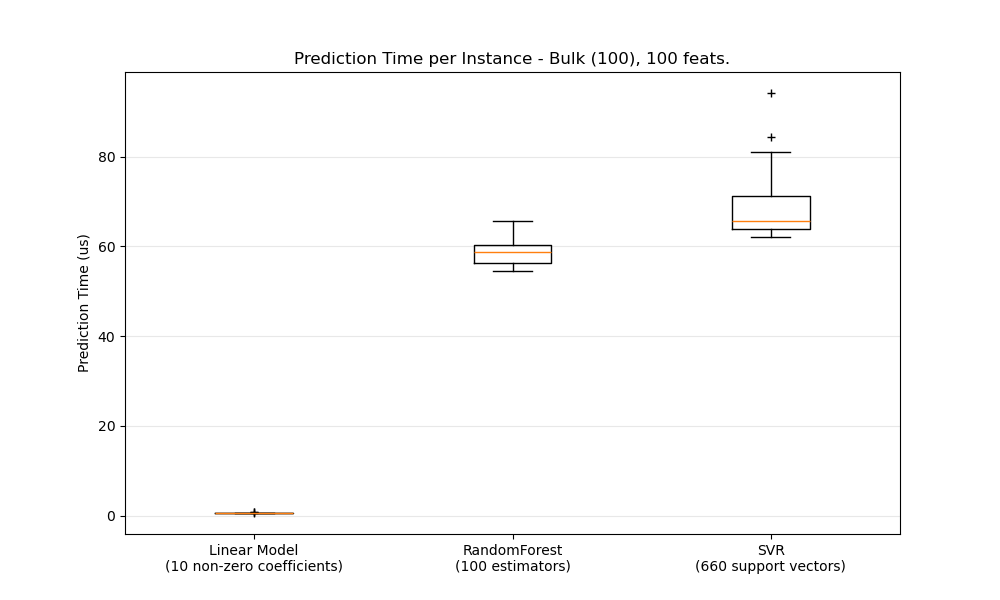 Prediction Time per Instance - Bulk (100), 100 feats.
Prediction Time (us)
80
60
40
20
0
Linear Model
(10 non-zero coefficients)
RandomForest
(100 estimators)
SVR
(660 support vectors)